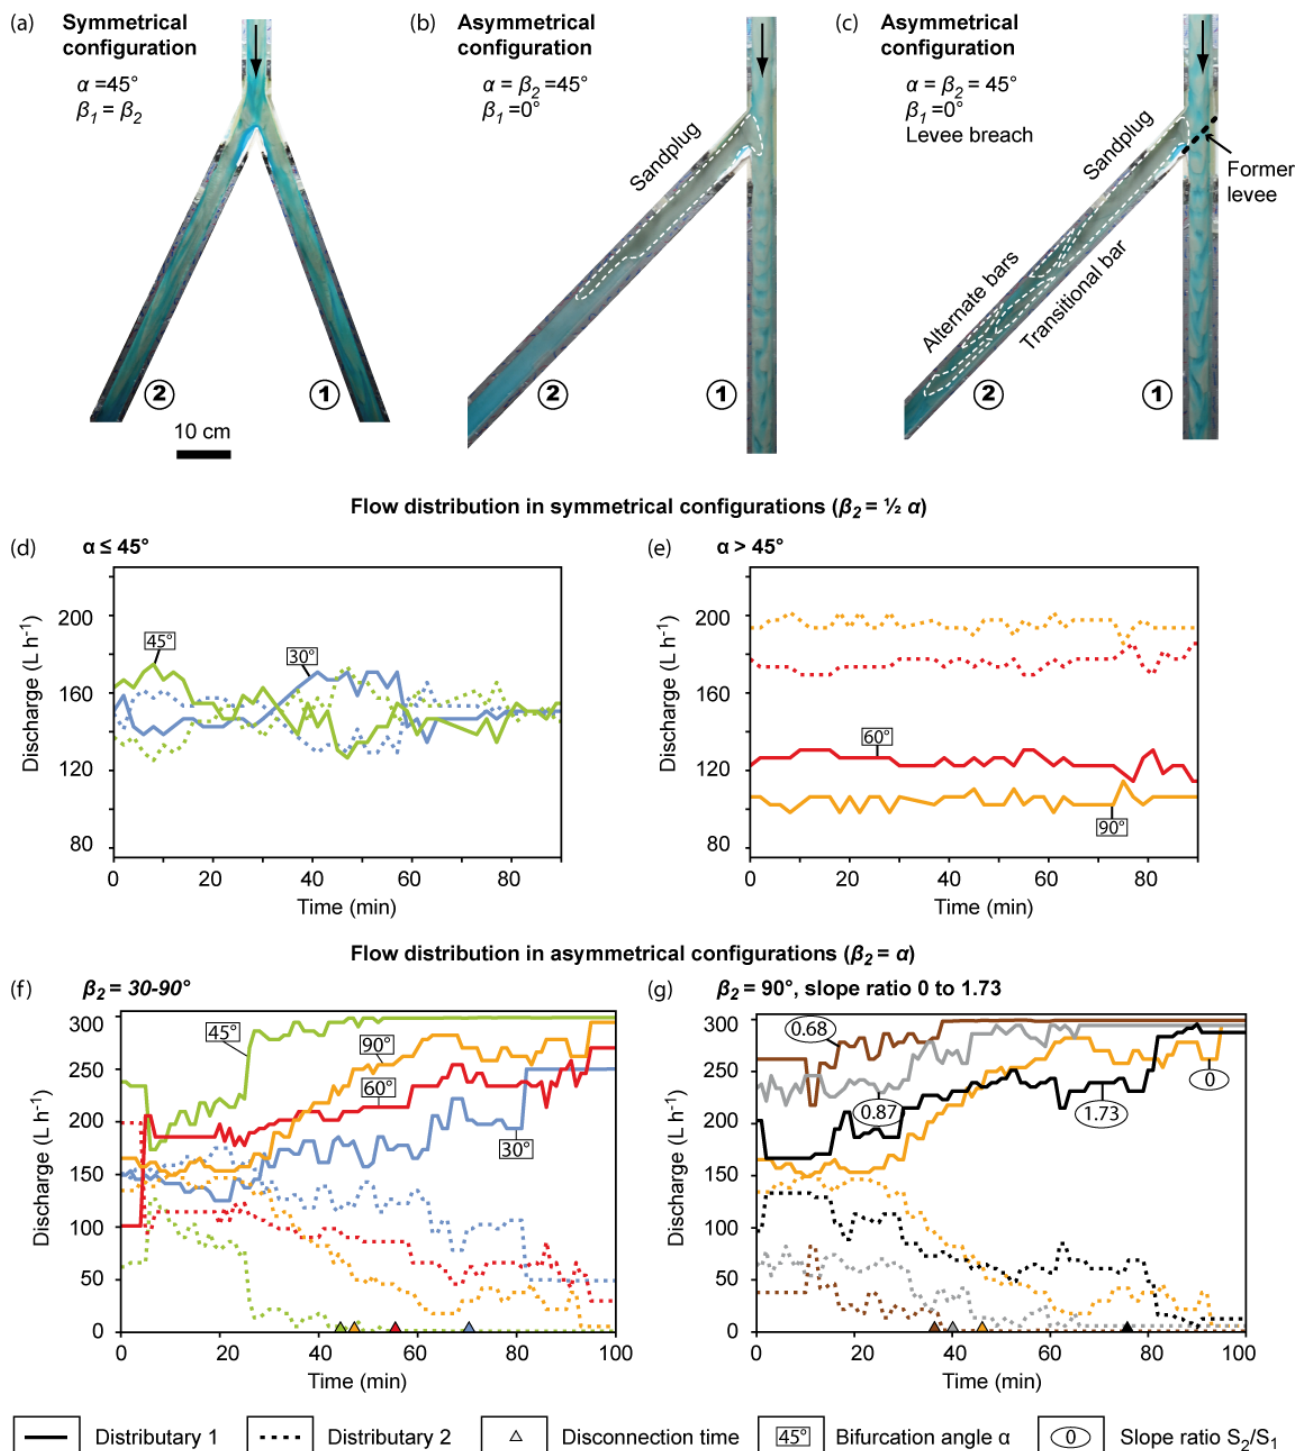 (a) Symmetrical configuration
α =45°
β1 = β2
(b) Asymmetrical configuration
α = β2 =45°
β1 =0°
Sandplug
(c) Asymmetrical configuration
α = β2 = 45°
β1 =0°
Levee breach
Sandplug
Former levee
Alternate bars
Transitional bar
2
1
2
1
2
1
10 cm
Flow distribution in symmetrical configurations (β2 = ½ α)
(d) α ≤ 45°
Discharge (L h-1)
200
160
120
80
45°
30°
0 20 40 60 80
Time (min)
(e) α > 45°
Discharge (L h-1)
200
160
120
80
60°
90°
0 20 40 60 80
Time (min)
Flow distribution in asymmetrical configurations (β2 = α)
(f) β2 = 30-90°
Discharge (L h-1)
300
250
200
150
100
50
0
45°
90°
60°
30°
0 20 40 60 80 100
Time (min)
(g) β2 = 90°, slope ratio 0 to 1.73
Discharge (L h-1)
300
250
200
150
100
50
0
0.68
0.87
1.73
0
0 20 40 60 80 100
Time (min)
Distributary 1
Distributary 2
Disconnection time
45° Bifurcation angle α
0 Slope ratio S2/S1